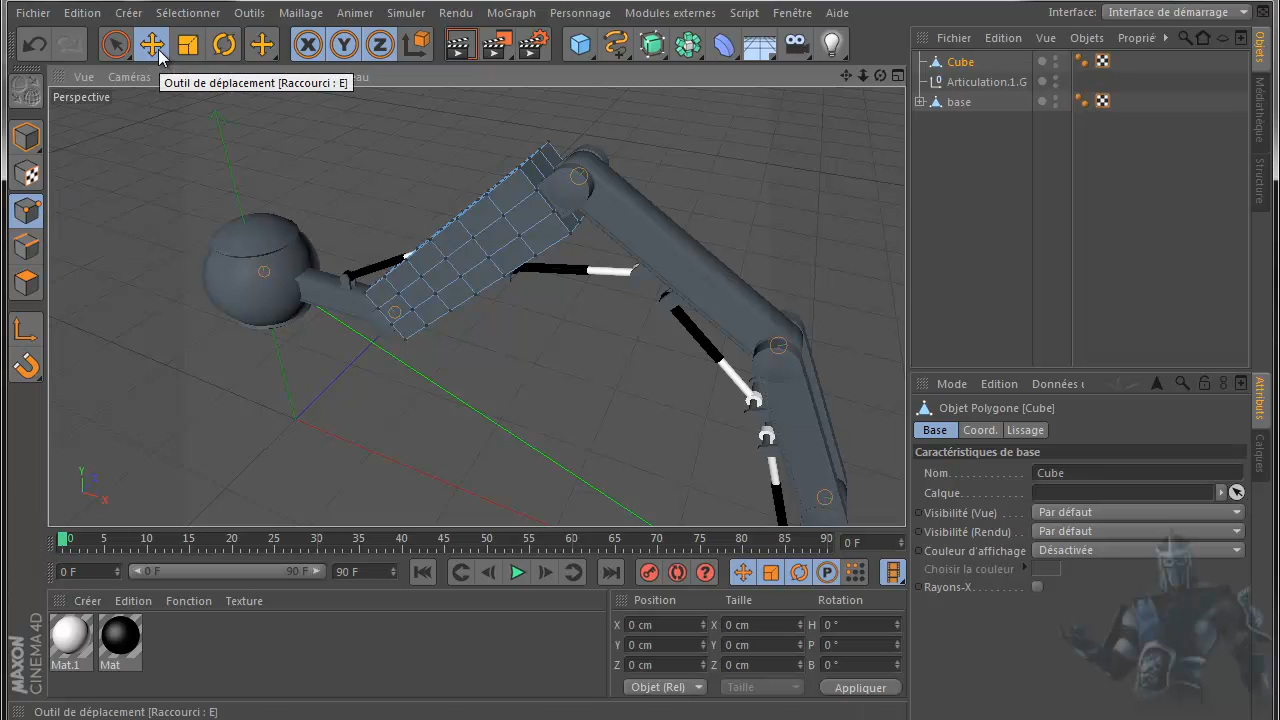 Fichier Edition Créer Sélectionner Outils Maillage Animer Simuler Rendu MoGraph Personnage Modules externes Script Fenêtre Aide Interface: Interface de démarrage
X Y Z
Vue Caméras eau
Outil de déplacement [Raccourci : E]
Perspective
Y
Z
X
Fichier Edition Vue Objets Proprié
Cube
Articulation.1.G
base
Objets
Médiathèque
Structure
Mode Edition Données u
Objet Polygone [Cube]
Base Coord. Lissage
Caractéristiques de base
Nom. Cube
Calque.
Visibilité (Vue) Par défaut
Visibilité (Rendu) Par défaut
Couleur d'affichage Désactivée
Choisir la couleur
Rayons-X
Attributs
Calques
0 5 10 15 20 25 30 35 40 45 50 55 60 65 70 75 80 85 90 0 F
0 F 0 F 90 F 90 F
P
Créer Edition Fonction Texture
Mat.1 Mat
Position Taille Rotation
X 0 cm X 0 cm H 0 °
Y 0 cm Y 0 cm P 0 °
Z 0 cm Z 0 cm B 0 °
Objet (Rel) Taille Appliquer
MAXON
CINEMA 4D
Outil de déplacement [Raccourci : E]